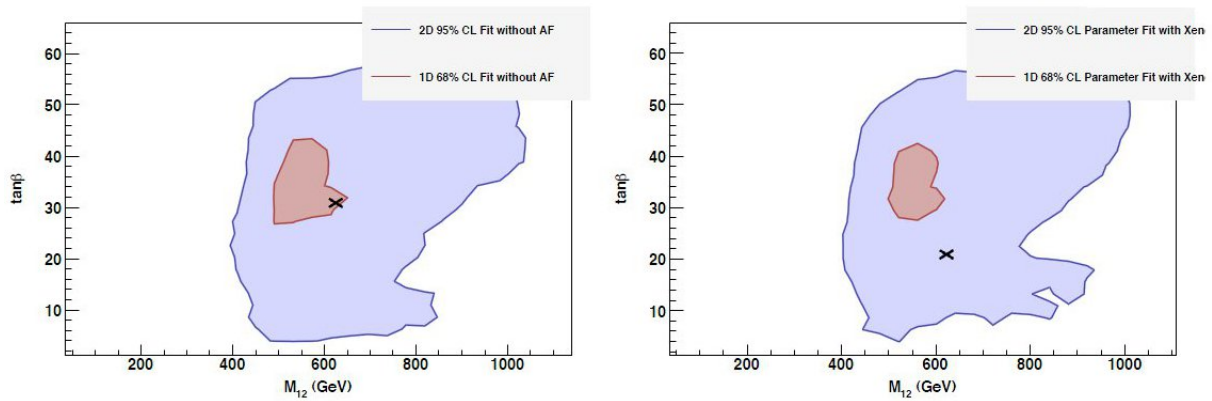 2D 95% CL Fit without AF
1D 68% CL Fit without AF
tanβ
60
50
40
30
20
10
200 400 600 800 1000
M12 (GeV)
2D 95% CL Parameter Fit with Xen
1D 68% CL Parameter Fit with Xen
tanβ
60
50
40
30
20
10
200 400 600 800 1000
M12 (GeV)